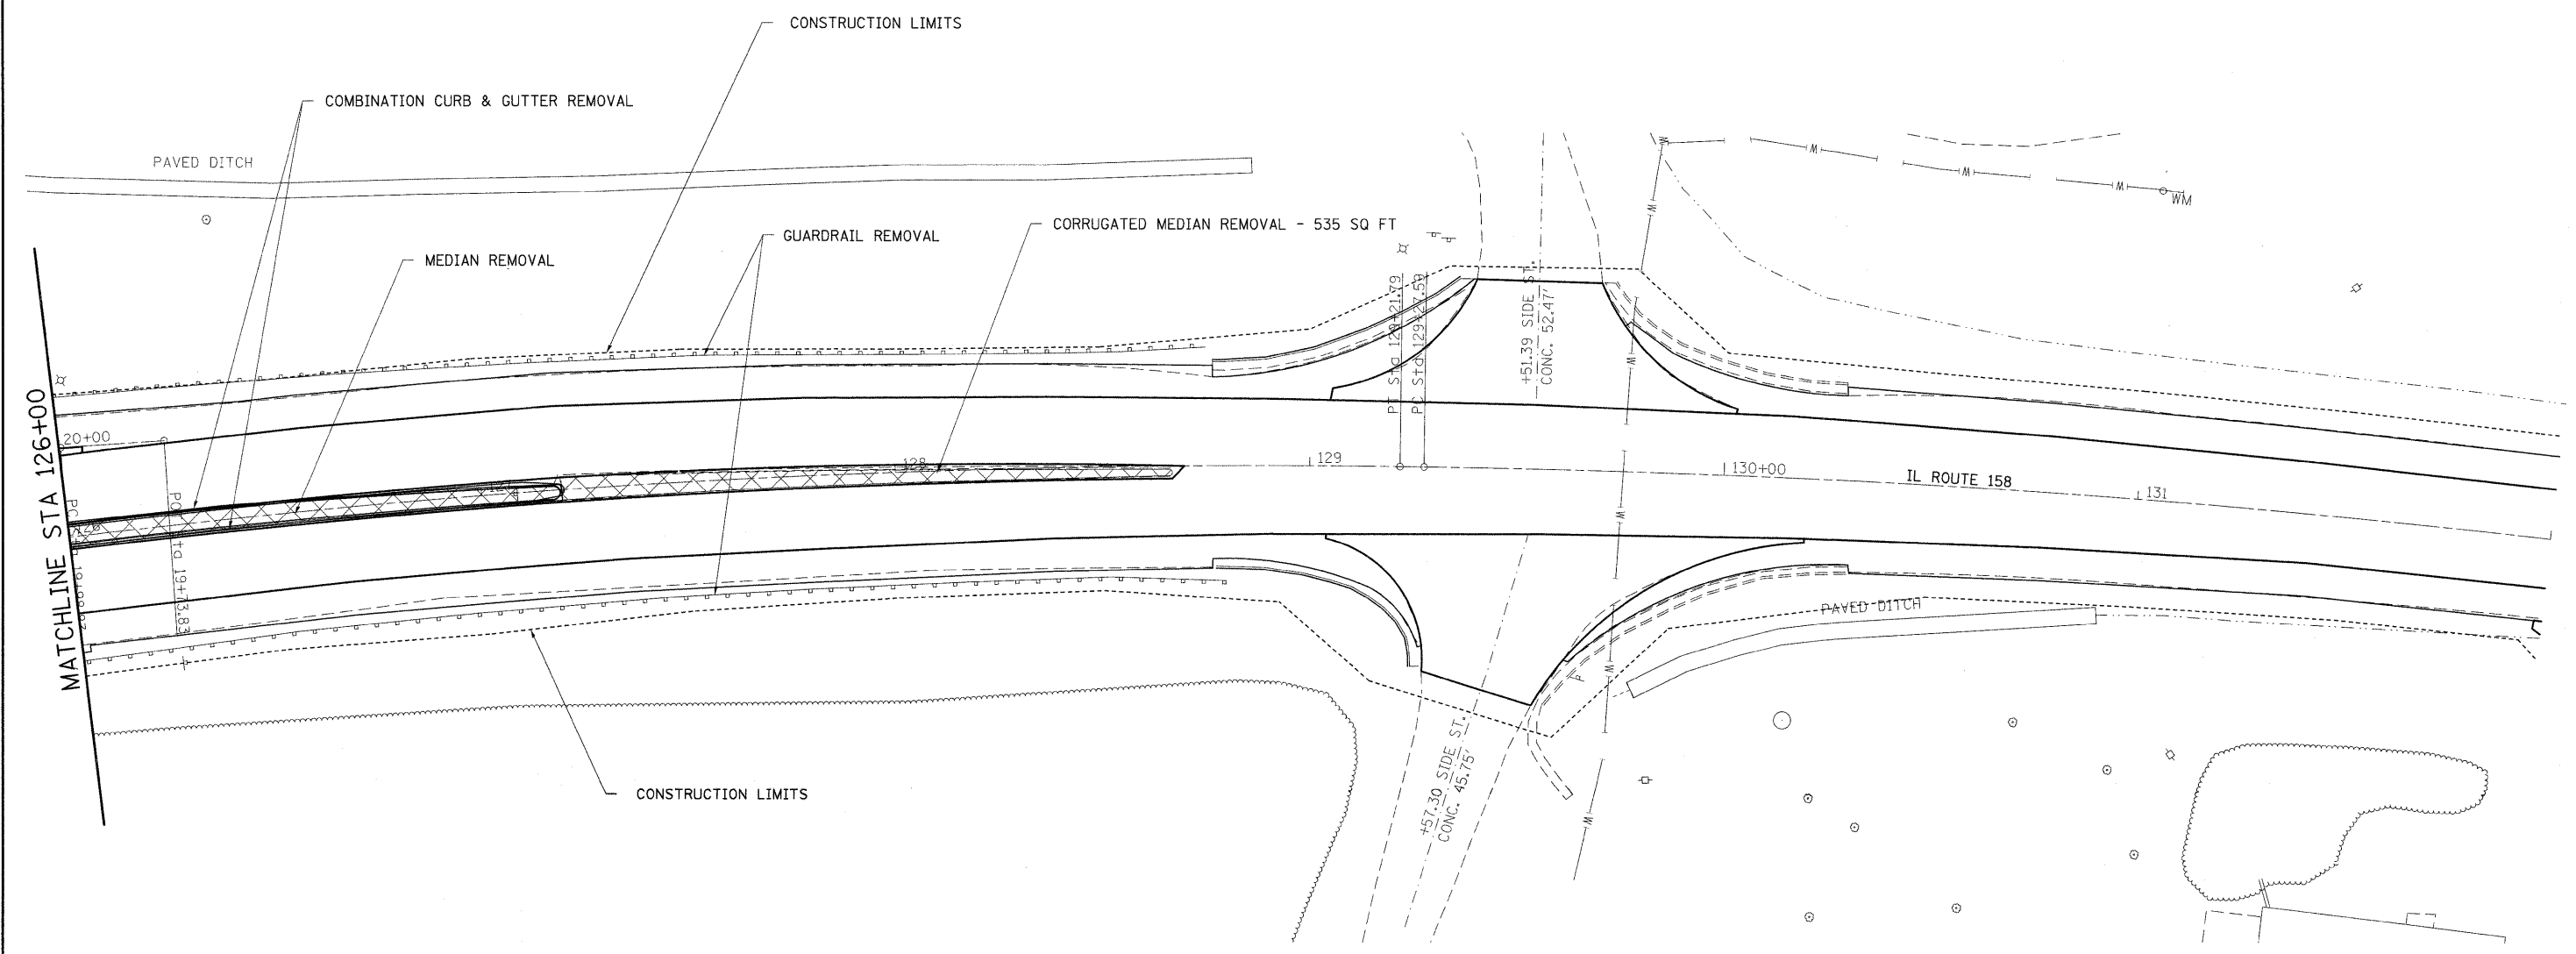 CONSTRUCTION LIMITS
COMBINATION CURB & GUTTER REMOVAL
PAVED DITCH
WM
CORRUGATED MEDIAN REMOVAL - 535 SQ FT
GUARDRAIL REMOVAL
MEDIAN REMOVAL
PT Sta 129+21.79
PC Sta 129+27.59
+51.39 SIDE ST.
CONC. 52.47'
MATCHLINE STA 126+00
20+00
128
129
130+00
IL ROUTE 158
131
PAVED DITCH
+57.30 SIDE ST.
CONC. 45.75'
CONSTRUCTION LIMITS
W
W
W
W
W
W
W
W
W
W
W
W
P